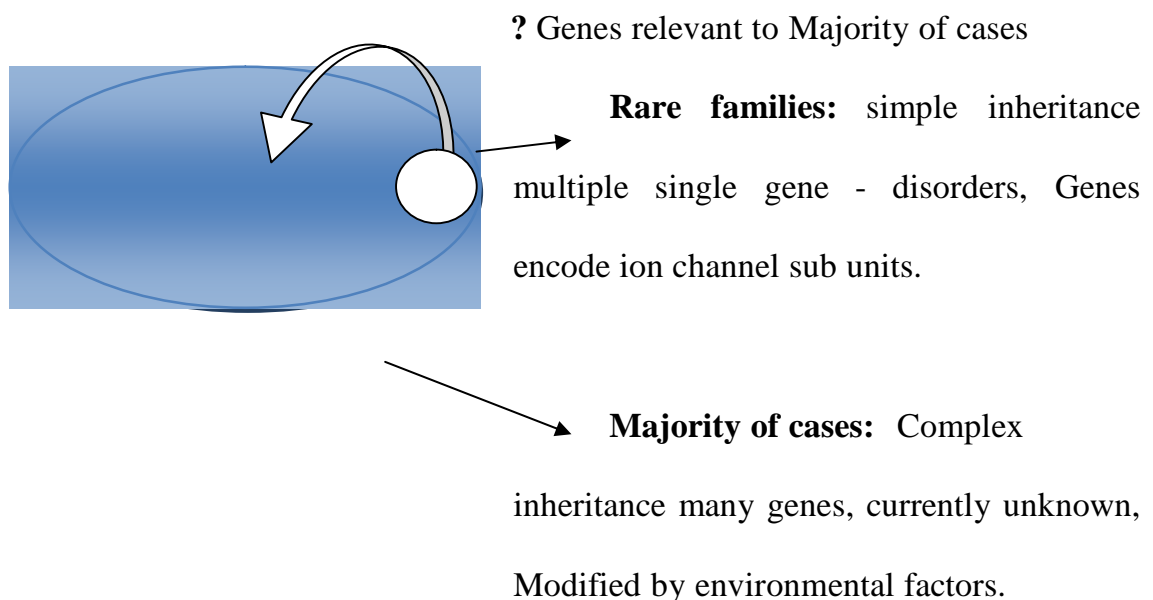 ? Genes relevant to Majority of cases
Rare families: simple inheritance
multiple single gene - disorders, Genes
encode ion channel sub units.
Majority of cases: Complex
inheritance many genes, currently unknown,
Modified by environmental factors.